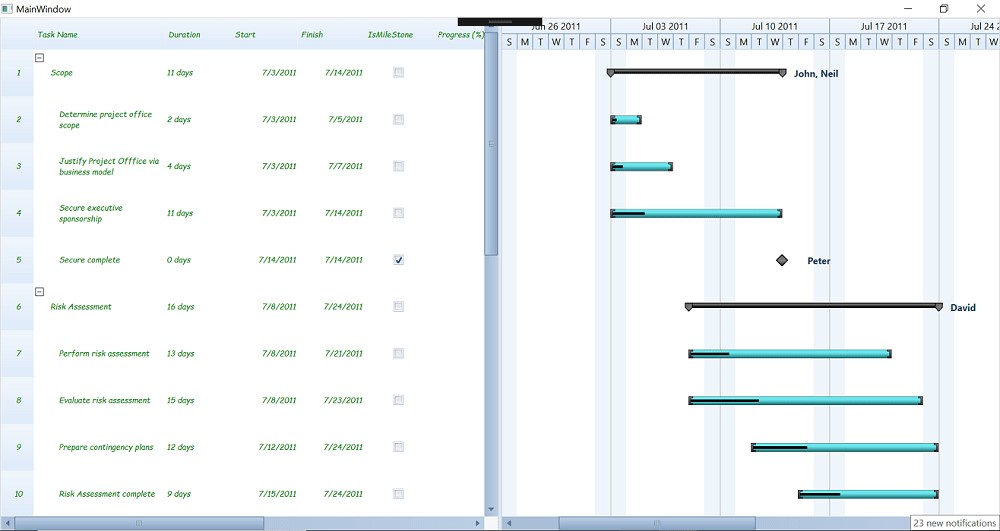 MainWindow
Task Name Duration Start Finish IsMileStone Progress (%)
Jun 26 2011 Jul 03 2011 Jul 10 2011 Jul 17 2011 Jul 24
S M T W T F S S M T W T F S S M T W T F S S M T W T F S S M T W
1 Scope 11 days 7/3/2011 7/14/2011 John, Neil
2 Determine project office scope 2 days 7/3/2011 7/5/2011
3 Justify Project Offfice via business model 4 days 7/3/2011 7/7/2011
4 Secure executive sponsorship 11 days 7/3/2011 7/14/2011
5 Secure complete 0 days 7/14/2011 7/14/2011 Peter
6 Risk Assessment 16 days 7/8/2011 7/24/2011 David
7 Perform risk assessment 13 days 7/8/2011 7/21/2011
8 Evaluate risk assessment 15 days 7/8/2011 7/23/2011
9 Prepare contingency plans 12 days 7/12/2011 7/24/2011
10 Risk Assessment complete 9 days 7/15/2011 7/24/2011
23 new notifications